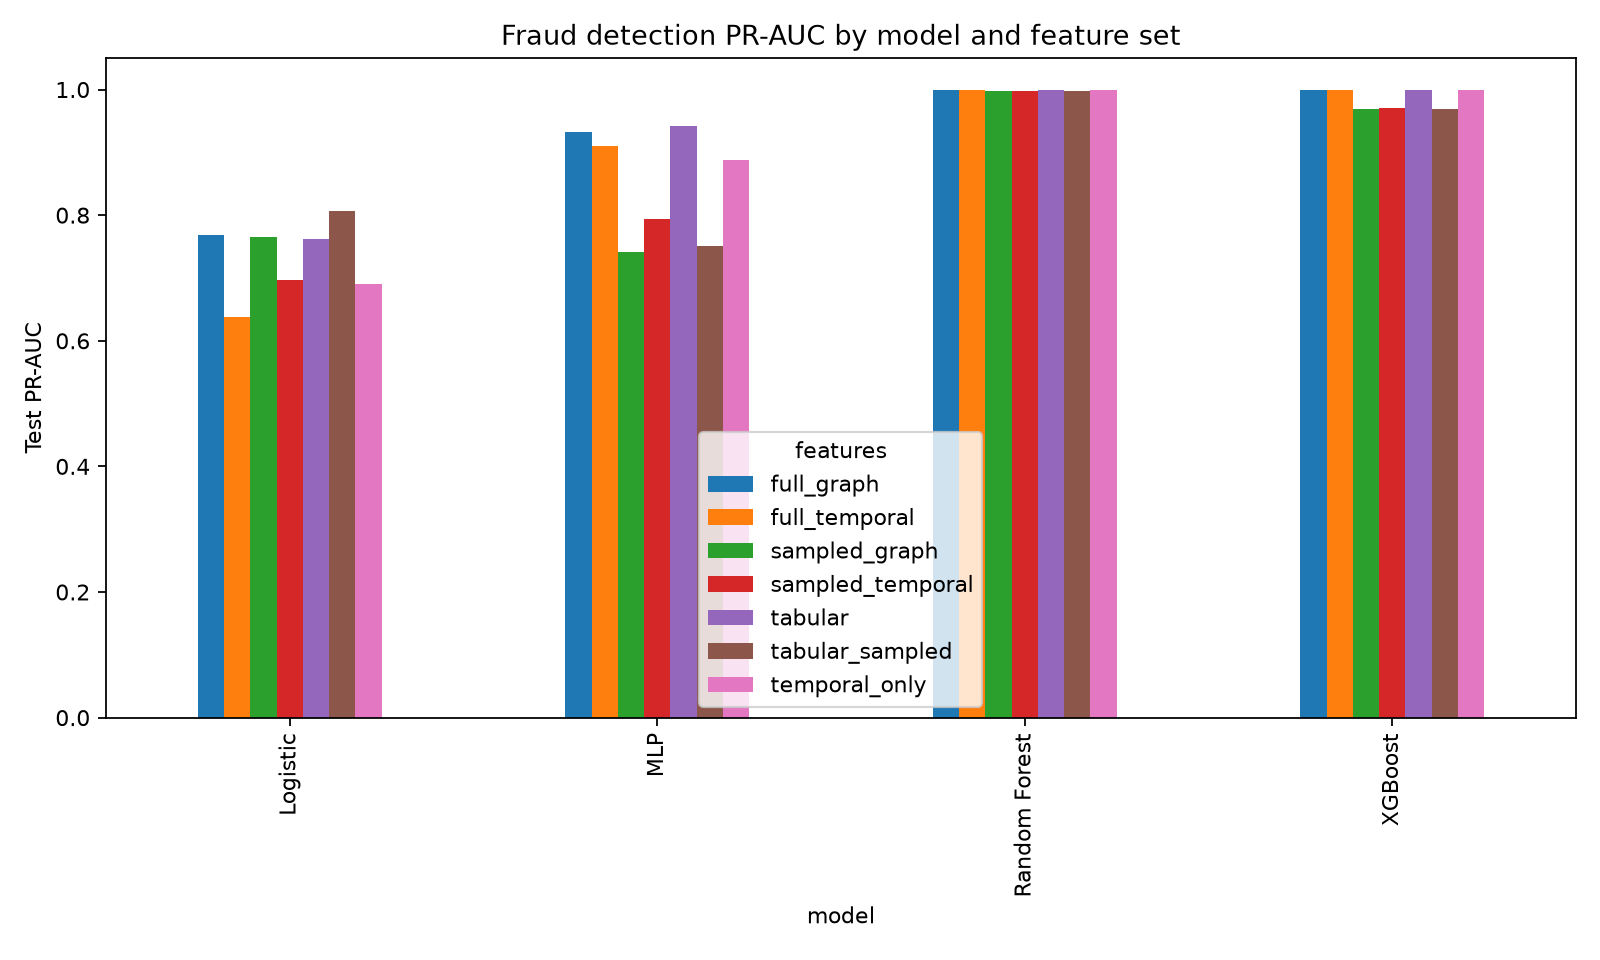 Fraud detection PR-AUC by model and feature set
Test PR-AUC
1.0
0.8
0.6
0.4
0.2
0.0
features
full_graph
full_temporal
sampled_graph
sampled_temporal
tabular
tabular_sampled
temporal_only
Logistic
MLP
Random Forest
XGBoost
model